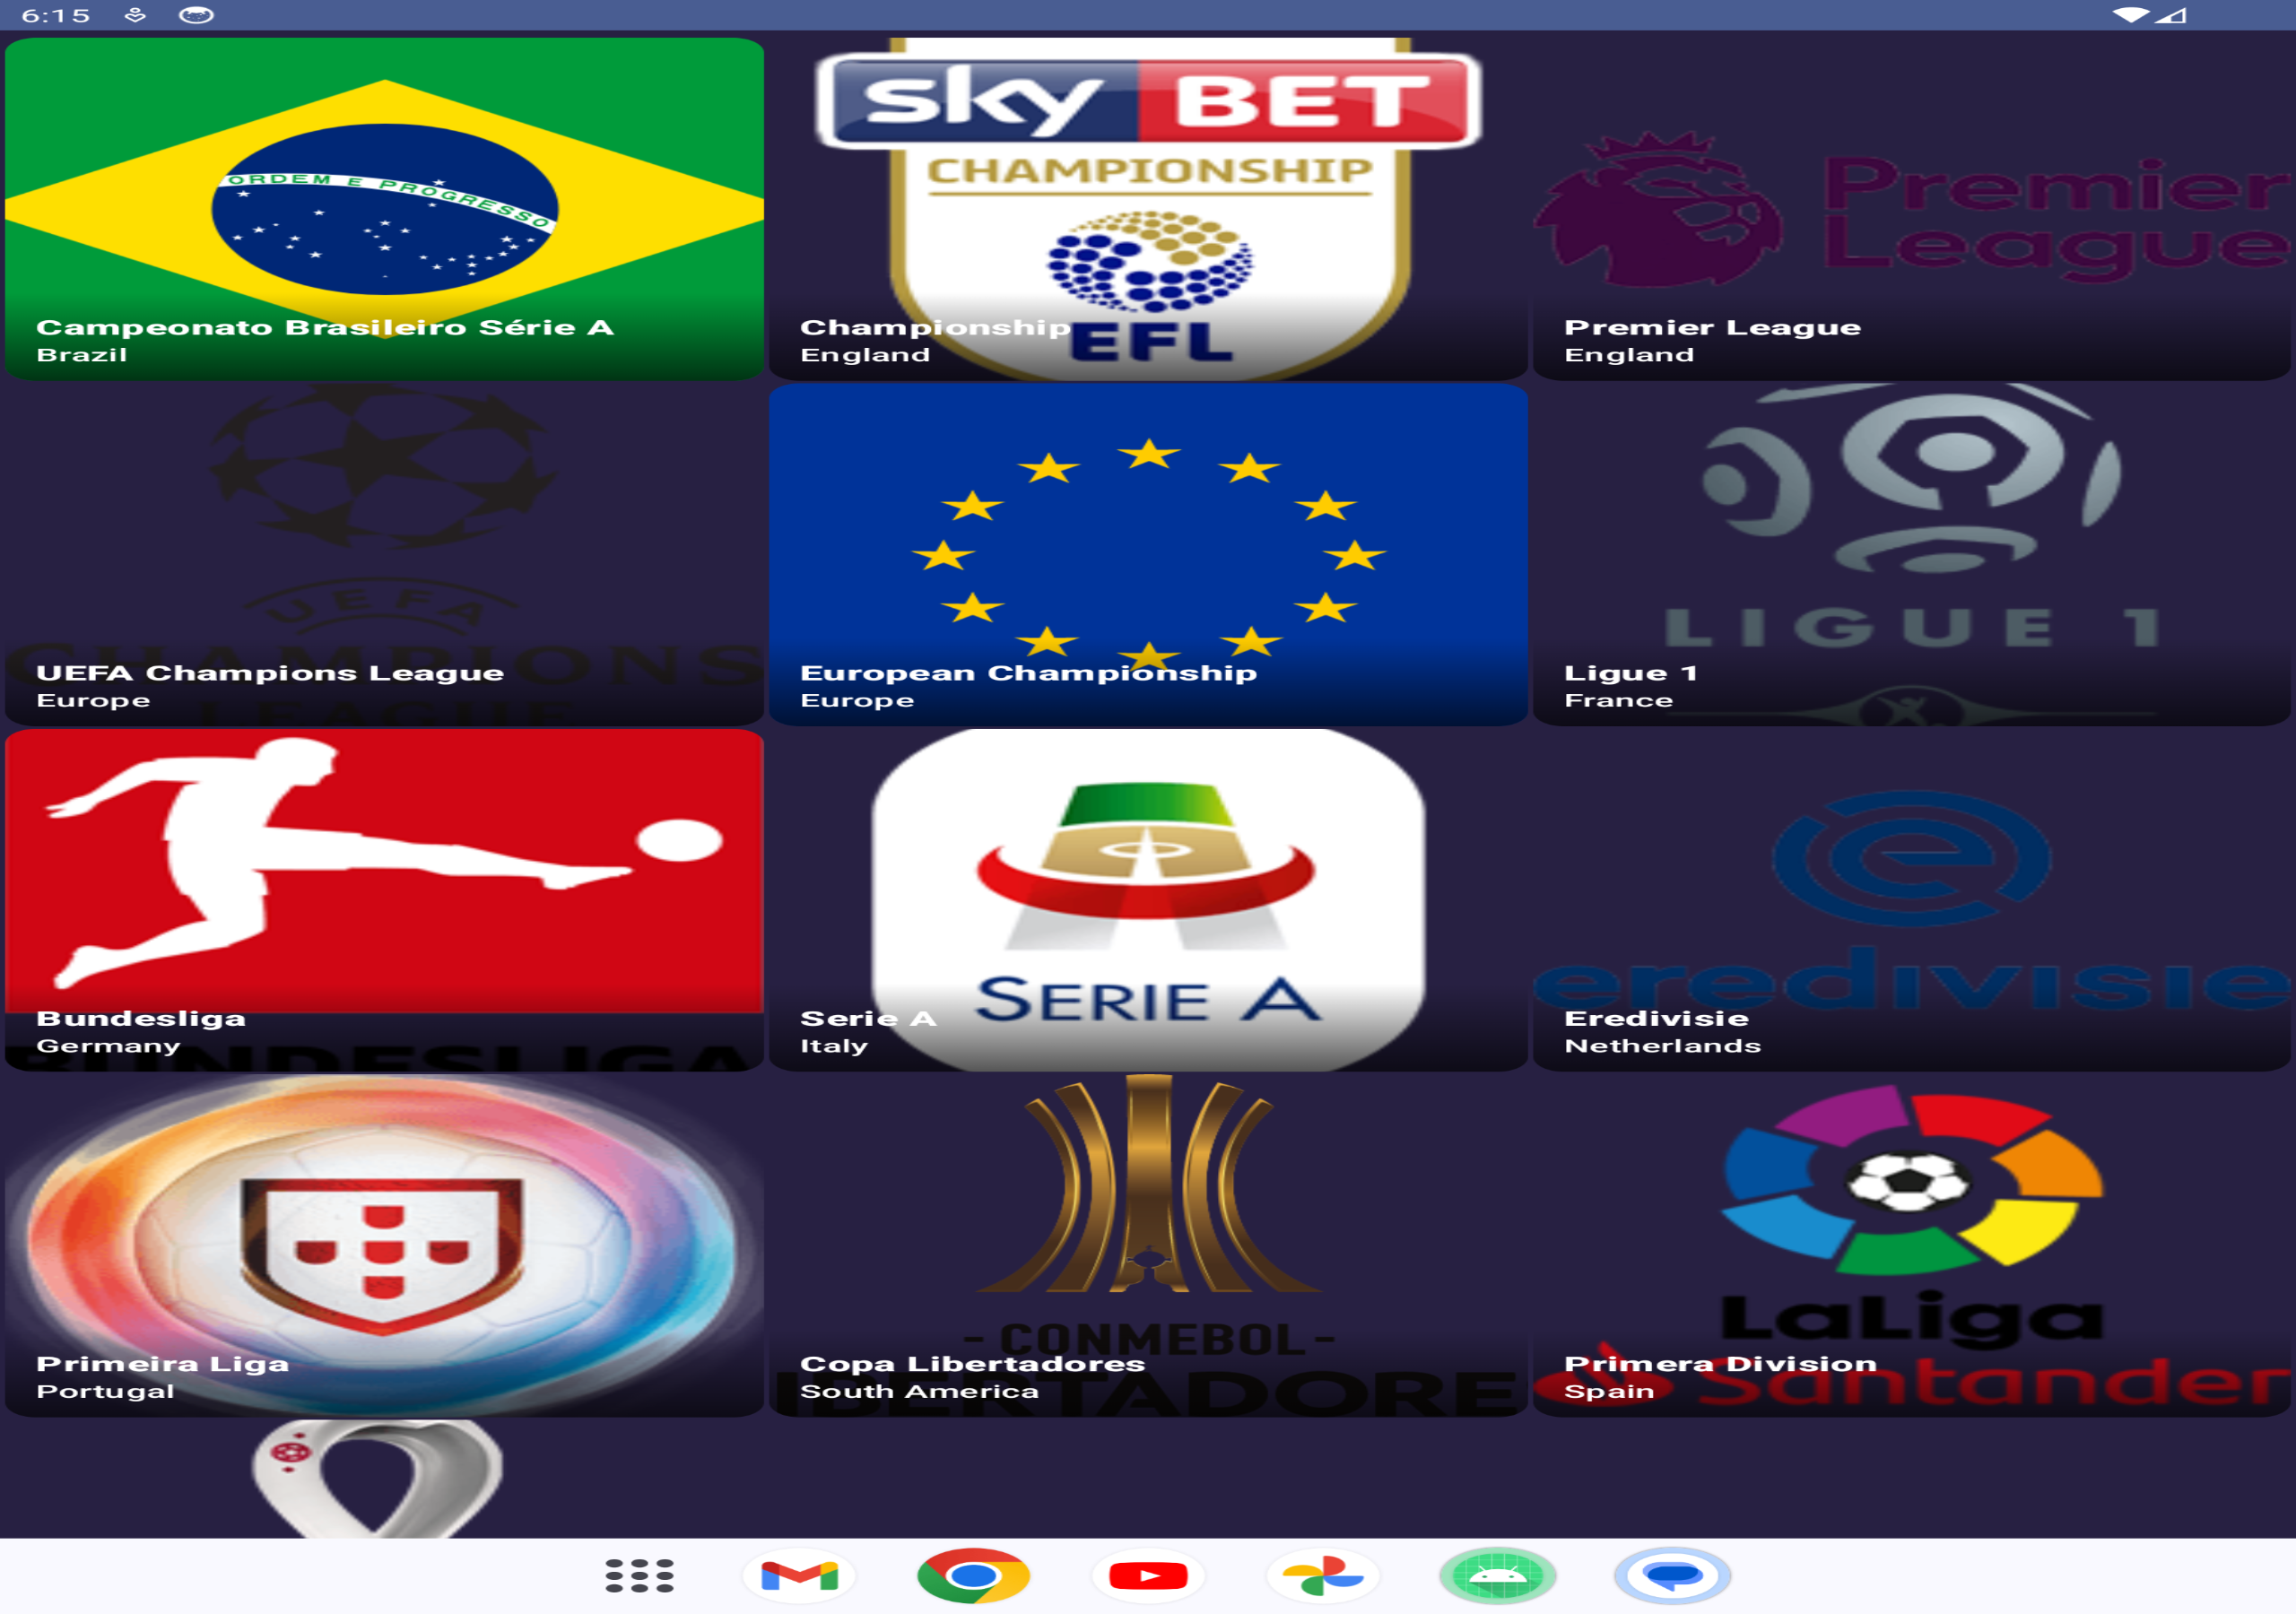 6:15
ORDEM E PROGRESSO
Campeonato Brasileiro Série A
Brazil
sky BET
CHAMPIONSHIP
EFL
Championship
England
Premier
League
Premier League
England
UEFA
CHAMPIONS
LEAGUE
UEFA Champions League
Europe
European Championship
Europe
LIGUE 1
Ligue 1
France
BUNDESLIGA
Bundesliga
Germany
SERIE A
Serie A
Italy
eredivisie
Eredivisie
Netherlands
Primeira Liga
Portugal
- CONMEBOL -
IBERTADORE
Copa Libertadores
South America
LaLiga
Santander
Primera Division
Spain